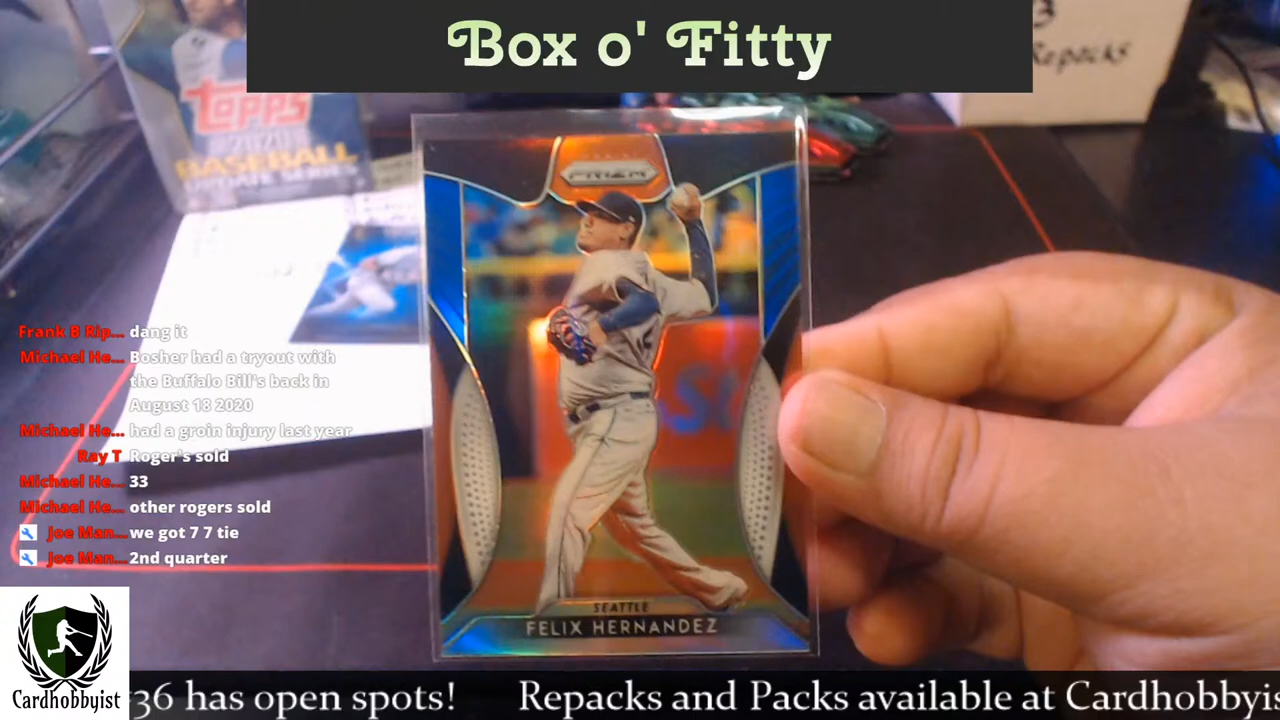 Box o' Fitty
3
Repacks
TOPPS
2020
BASEBALL
UPDATE SERIES
PRIZM
Frank B Rip... dang it
Michael He... Bosher had a tryout with
the Buffalo Bill's back in
August 18 2020
Michael He... had a groin injury last year
Ray T Roger's sold
Michael He... 33
Michael He... other rogers sold
Joe Man... we got 7 7 tie
Joe Man... 2nd quarter
SEATTLE
FELIX HERNANDEZ
Cardhobbyist
36 has open spots! Repacks and Packs available at Cardhobbyis